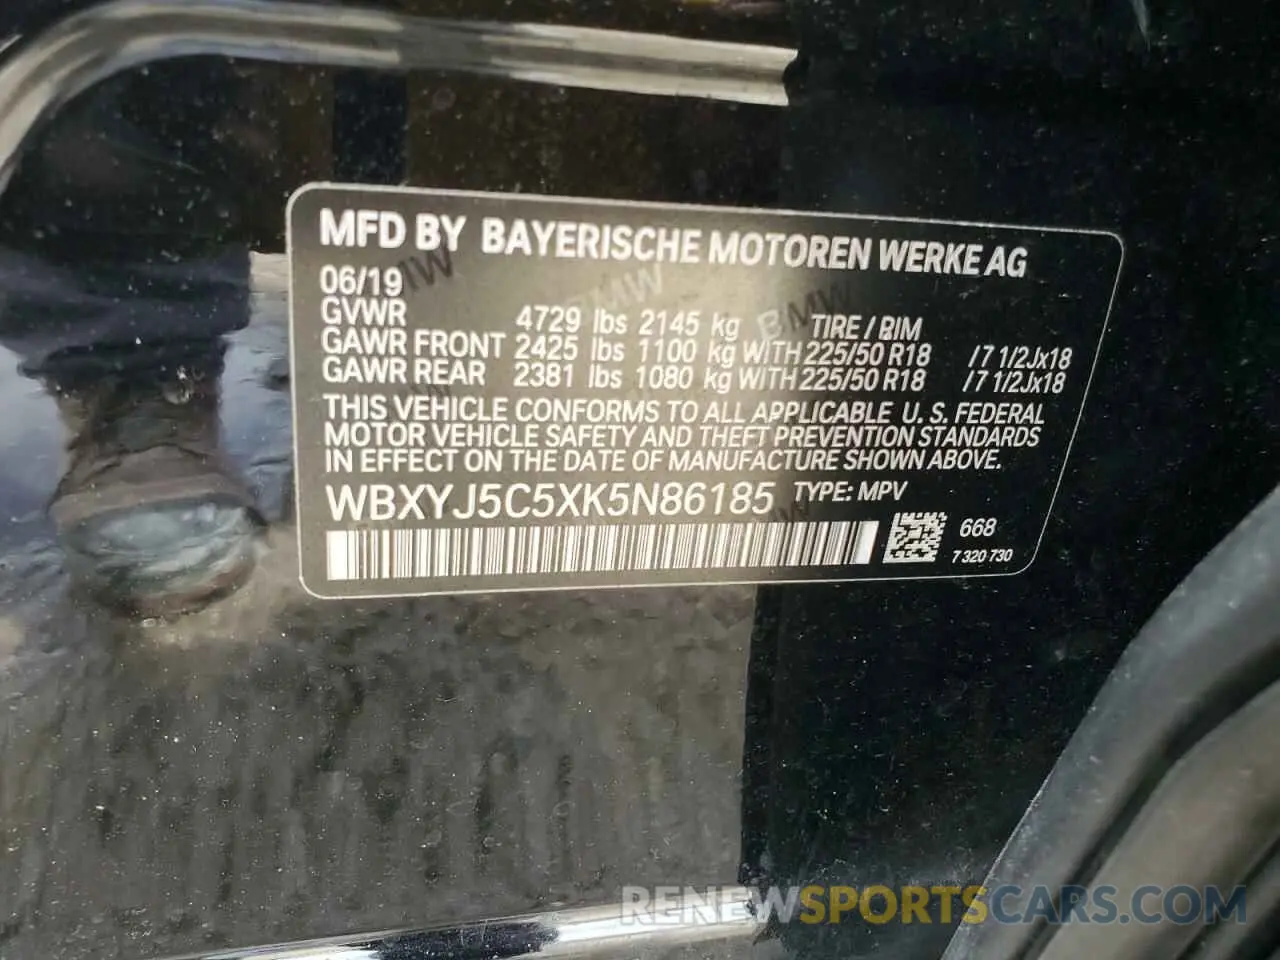 MFD BY BAYERISCHE MOTOREN WERKE AG
06/19
GVWR 4729 lbs 2145 kg TIRE / RIM
GAWR FRONT 2425 lbs 1100 kg WITH 225/50 R18 /7 1/2Jx18
GAWR REAR 2381 lbs 1080 kg WITH 225/50 R18 /7 1/2Jx18
THIS VEHICLE CONFORMS TO ALL APPLICABLE U. S. FEDERAL
MOTOR VEHICLE SAFETY AND THEFT PREVENTION STANDARDS
IN EFFECT ON THE DATE OF MANUFACTURE SHOWN ABOVE.
WBXYJ5C5XK5N86185 TYPE: MPV
668
7 320 730
RENEWSPORTSCARS.COM